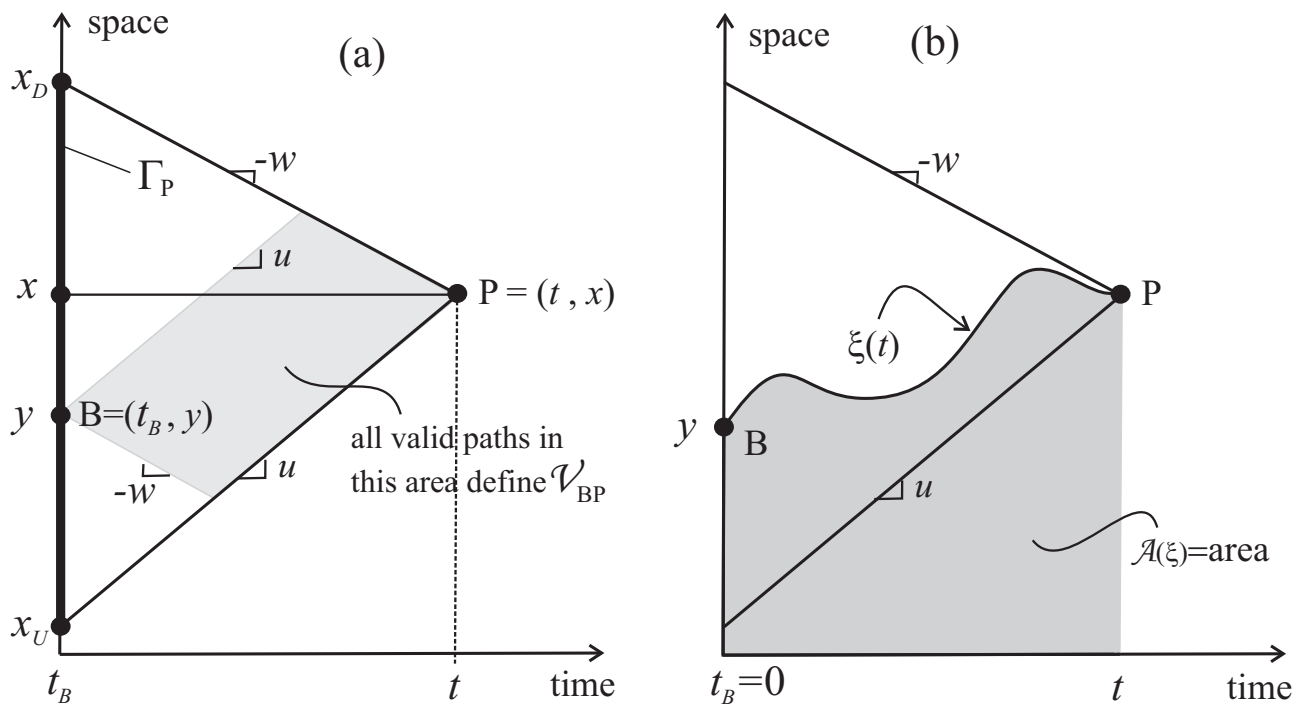 space
(a)
x_D
-w
Γ_P
u
x
P = (t , x)
y
B=(t_B, y)
all valid paths in
this area define 𝒱_BP
-w
u
x_U
t_B
t
time
space
(b)
-w
P
ξ(t)
y
B
u
𝒜(ξ)=area
t_B=0
t
time